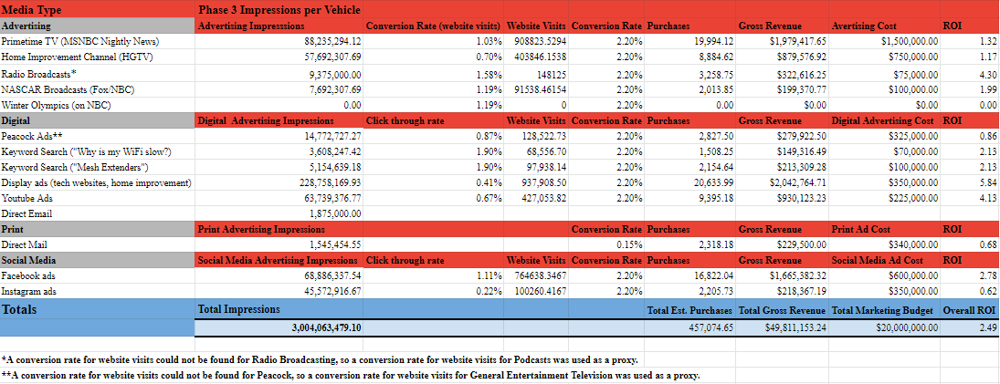 Media Type Phase 3 Impressions per Vehicle
Advertising Advertising Impresssions Conversion Rate (website visits) Website Visits Conversion Rate Purchases Gross Revenue Avertising Cost ROI
Primetime TV (MSNBC Nightly News) 88,235,294.12 1.03% 908823.5294 2.20% 19,994.12 $1,979,417.65 $1,500,000.00 1.32
Home Improvement Channel (HGTV) 57,692,307.69 0.70% 403846.1538 2.20% 8,884.62 $879,576.92 $750,000.00 1.17
Radio Broadcasts* 9,375,000.00 1.58% 148125 2.20% 3,258.75 $322,616.25 $75,000.00 4.30
NASCAR Broadcasts (Fox/NBC) 7,692,307.69 1.19% 91538.46154 2.20% 2,013.85 $199,370.77 $100,000.00 1.99
Winter Olympics (on NBC) 0.00 1.19% 0 2.20% 0.00 $0.00 $0.00 0.00
Digital Digital Advertising Impressions Click through rate Website Visits Conversion Rate Purchases Gross Revenue Digital Advertising Cost ROI
Peacock Ads** 14,772,727.27 0.87% 128,522.73 2.20% 2,827.50 $279,922.50 $325,000.00 0.86
Keyword Search ("Why is my WiFi slow?) 3,608,247.42 1.90% 68,556.70 2.20% 1,508.25 $149,316.49 $70,000.00 2.13
Keyword Search ("Mesh Extenders") 5,154,639.18 1.90% 97,938.14 2.20% 2,154.64 $213,309.28 $100,000.00 2.13
Display ads (tech websites, home improvement) 228,758,169.93 0.41% 937,908.50 2.20% 20,633.99 $2,042,764.71 $350,000.00 5.84
Youtube Ads 63,739,376.77 0.67% 427,053.82 2.20% 9,395.18 $930,123.23 $225,000.00 4.13
Direct Email 1,875,000.00
Print Print Advertising Impressions Conversion Rate Purchases Gross Revenue Print Ad Cost ROI
Direct Mail 1,545,454.55 0.15% 2,318.18 $229,500.00 $340,000.00 0.68
Social Media Social Media Advertising Impressions Click through rate Website Visits Conversion Rate Purchases Gross Revenue Social Media Ad Cost ROI
Facebook ads 68,886,337.54 1.11% 764638.3467 2.20% 16,822.04 $1,665,382.32 $600,000.00 2.78
Instagram ads 45,572,916.67 0.22% 100260.4167 2.20% 2,205.73 $218,367.19 $350,000.00 0.62
Totals Total Impressions Total Est. Purchases Total Gross Revenue Total Marketing Budget Overall ROI
3,004,063,479.10 457,074.65 $49,811,153.24 $20,000,000.00 2.49
*A conversion rate for website visits could not be found for Radio Broadcasting, so a conversion rate for website visits for Podcasts was used as a proxy.
**A conversion rate for website visits could not be found for Peacock, so a conversion rate for website visits for General Entertainment Television was used as a proxy.